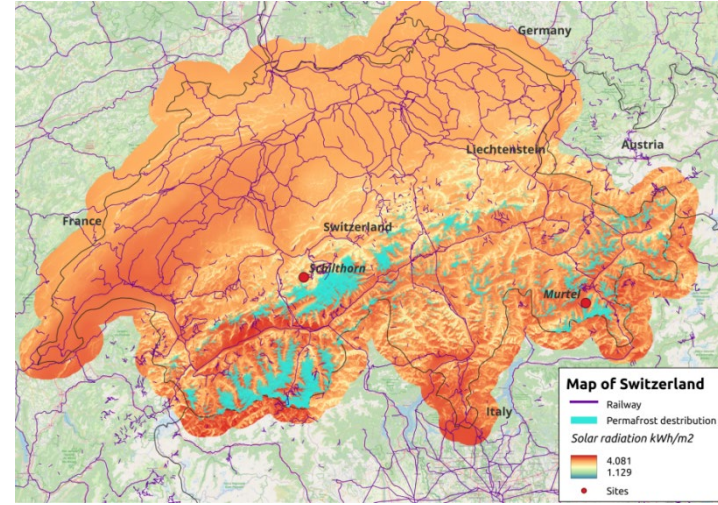 Germany
Austria
Liechtenstein
France
Switzerland
Schilthorn
Murtel
Italy
Map of Switzerland
Railway
Permafrost destribution
Solar radiation kWh/m2
4.081
1.129
Sites